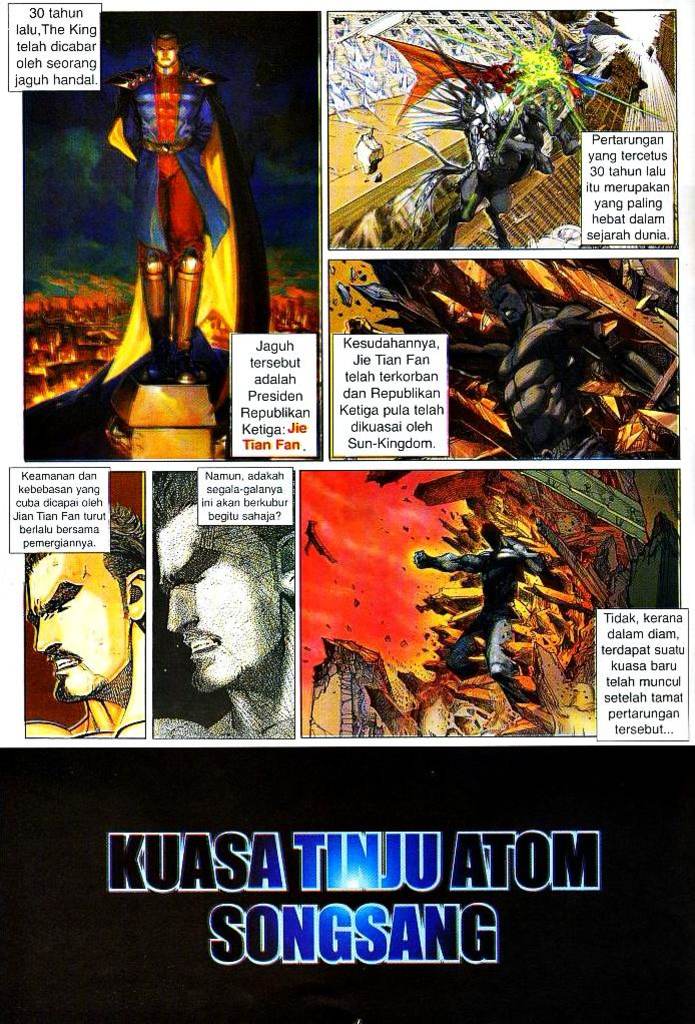 30 tahun
lalu,The King
telah dicabar
oleh seorang
jaguh handal.
Jaguh
tersebut
adalah
Presiden
Republikan
Ketiga: Jie
Tian Fan.
Pertarungan
yang tercetus
30 tahun lalu
itu merupakan
yang paling
hebat dalam
sejarah dunia.
Kesudahannya,
Jie Tian Fan
telah terkorban
dan Republikan
Ketiga pula telah
dikuasai oleh
Sun-Kingdom.
Keamanan dan
kebebasan yang
cuba dicapai oleh
Jian Tian Fan turut
berlalu bersama
pemergiannya.
Namun, adakah
segala-galanya
ini akan berkubur
begitu sahaja?
Tidak, kerana
dalam diam,
terdapat suatu
kuasa baru
telah muncul
setelah tamat
pertarungan
tersebut...
KUASA TINJU ATOM
SONGSANG